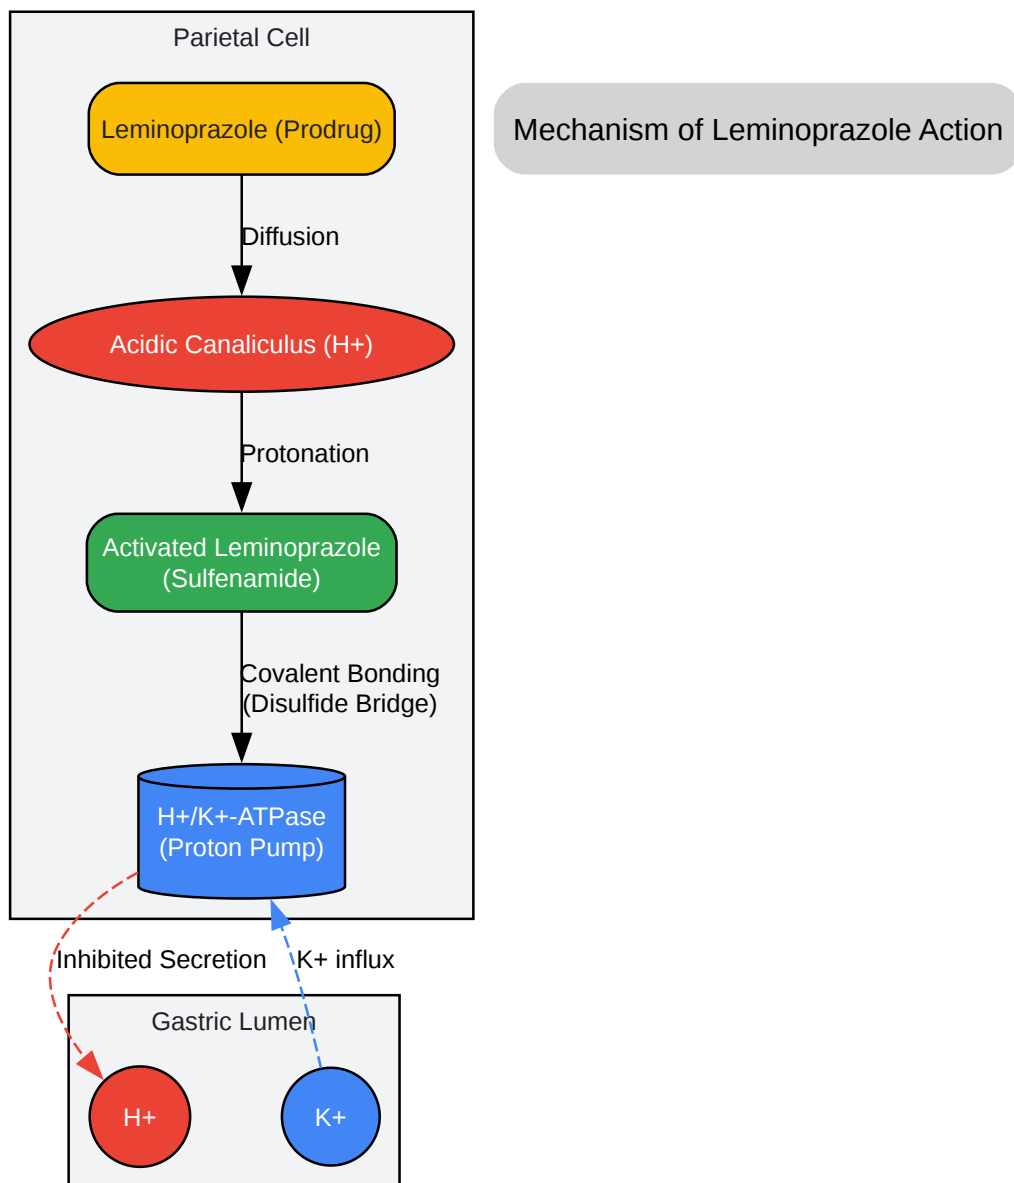 Parietal Cell
Leminoprazole (Prodrug)
Mechanism of Leminoprazole Action
Diffusion
Acidic Canaliculus (H+)
Protonation
Activated Leminoprazole
(Sulfenamide)
Covalent Bonding
(Disulfide Bridge)
H+/K+-ATPase
(Proton Pump)
Inhibited Secretion
K+ influx
Gastric Lumen
H+
K+